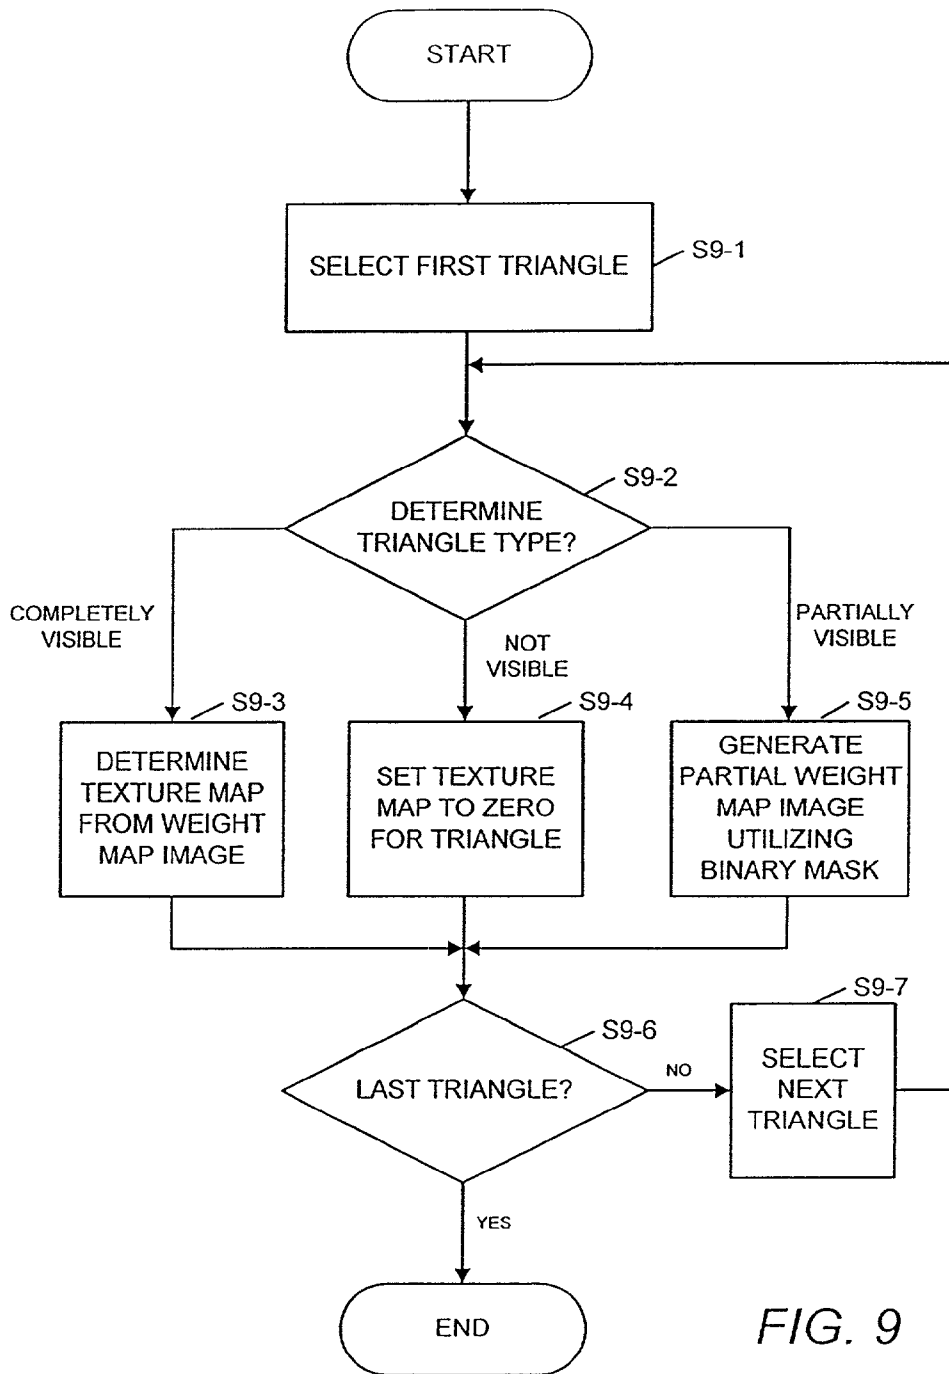 START
SELECT FIRST TRIANGLE
S9-1
S9-2
DETERMINE
TRIANGLE TYPE?
COMPLETELY
VISIBLE
NOT
VISIBLE
PARTIALLY
VISIBLE
S9-3
DETERMINE
TEXTURE MAP
FROM WEIGHT
MAP IMAGE
S9-4
SET TEXTURE
MAP TO ZERO
FOR TRIANGLE
S9-5
GENERATE
PARTIAL WEIGHT
MAP IMAGE
UTILIZING
BINARY MASK
S9-6
LAST TRIANGLE?
NO
S9-7
SELECT
NEXT
TRIANGLE
YES
END
FIG. 9